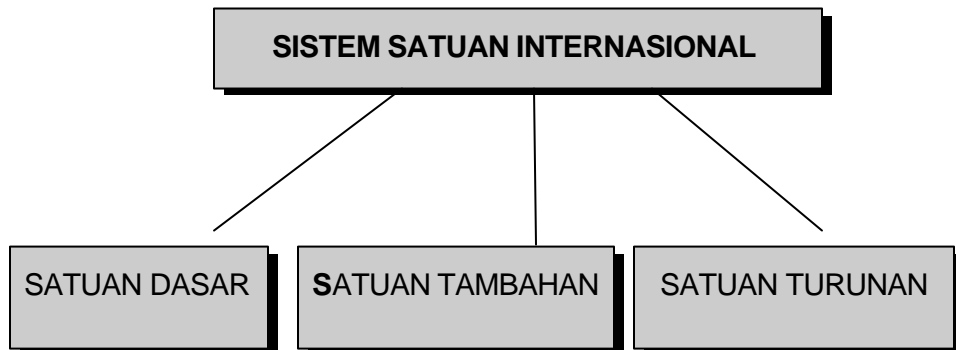 SISTEM SATUAN INTERNASIONAL
SATUAN DASAR
SATUAN TAMBAHAN
SATUAN TURUNAN